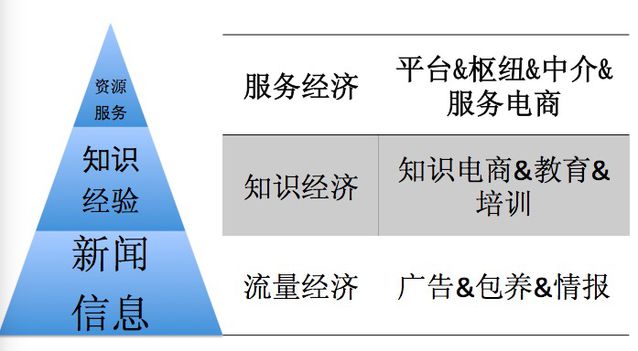 资源
服务
服务经济
平台&枢纽&中介&
服务电商
知识
经验
知识经济
知识电商&教育&
培训
新闻
信息
流量经济
广告&包养&情报